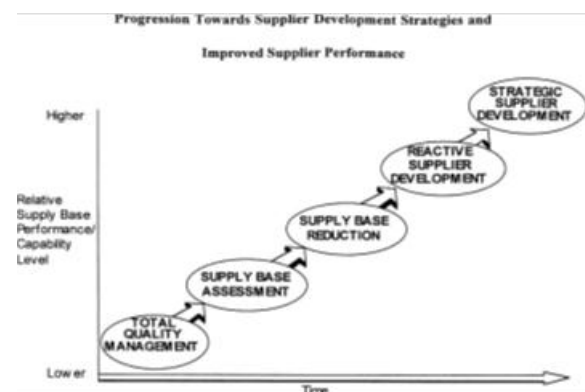 Progression Towards Supplier Development Strategies and
Improved Supplier Performance
Higher
Relative
Supply Base
Performance/
Capability
Level
Lower
STRATEGIC
SUPPLIER
DEVELOPMENT
REACTIVE
SUPPLIER
DEVELOPMENT
SUPPLY BASE
REDUCTION
SUPPLY BASE
ASSESSMENT
TOTAL
QUALITY
MANAGEMENT
Time